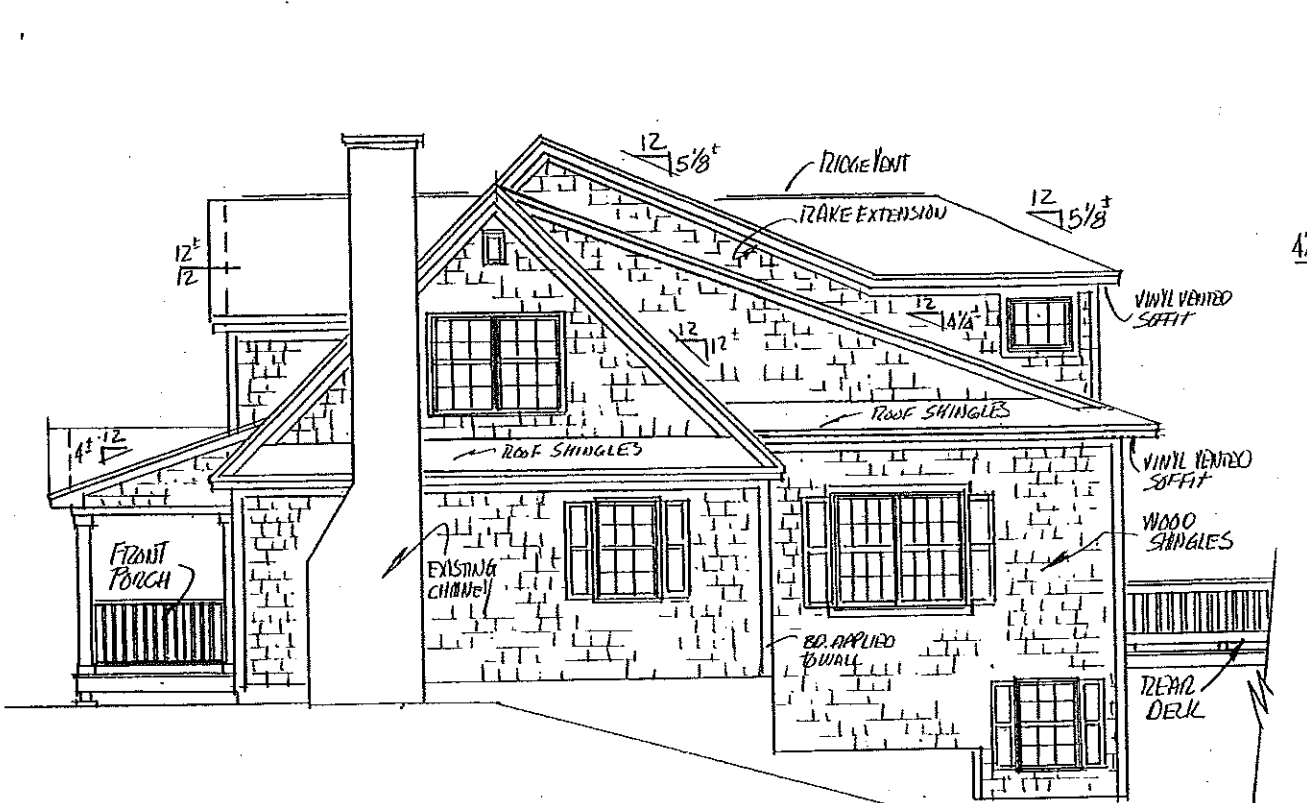 12
5⅛±
RIDGE VENT
RAKE EXTENSION
12
5⅛±
12±
12
VINYL VENTED
SOFFIT
12
4¼±
12
12±
ROOF SHINGLES
4±
12
ROOF SHINGLES
VINYL VENTED
SOFFIT
WOOD
SHINGLES
FRONT
PORCH
EXISTING
CHIMNEY
BD. APPLIED
TO WALL
REAR
DECK